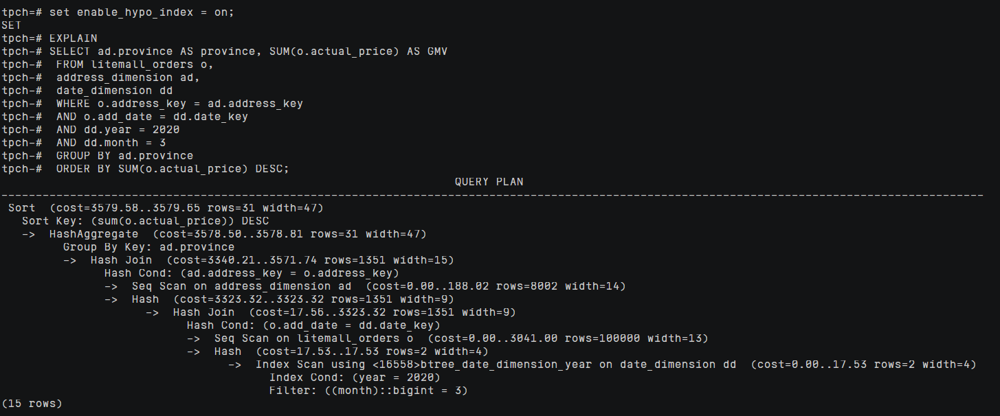 tpch=# set enable_hypo_index = on;
SET
tpch=# EXPLAIN
tpch-# SELECT ad.province AS province, SUM(o.actual_price) AS GMV
tpch-#  FROM litemall_orders o,
tpch-#  address_dimension ad,
tpch-#  date_dimension dd
tpch-#  WHERE o.address_key = ad.address_key
tpch-#  AND o.add_date = dd.date_key
tpch-#  AND dd.year = 2020
tpch-#  AND dd.month = 3
tpch-#  GROUP BY ad.province
tpch-#  ORDER BY SUM(o.actual_price) DESC;
QUERY PLAN
-----------------------------------------------------------------------------------------------------------------------------------------------
 Sort  (cost=3579.58..3579.65 rows=31 width=47)
   Sort Key: (sum(o.actual_price)) DESC
   ->  HashAggregate  (cost=3578.50..3578.81 rows=31 width=47)
         Group By Key: ad.province
         ->  Hash Join  (cost=3340.21..3571.74 rows=1351 width=15)
               Hash Cond: (ad.address_key = o.address_key)
               ->  Seq Scan on address_dimension ad  (cost=0.00..188.02 rows=8002 width=14)
               ->  Hash  (cost=3323.32..3323.32 rows=1351 width=9)
                     ->  Hash Join  (cost=17.56..3323.32 rows=1351 width=9)
                           Hash Cond: (o.add_date = dd.date_key)
                           ->  Seq Scan on litemall_orders o  (cost=0.00..3041.00 rows=100000 width=13)
                           ->  Hash  (cost=17.53..17.53 rows=2 width=4)
                                 ->  Index Scan using <16558>btree_date_dimension_year on date_dimension dd  (cost=0.00..17.53 rows=2 width=4)
                                       Index Cond: (year = 2020)
                                       Filter: ((month)::bigint = 3)
(15 rows)